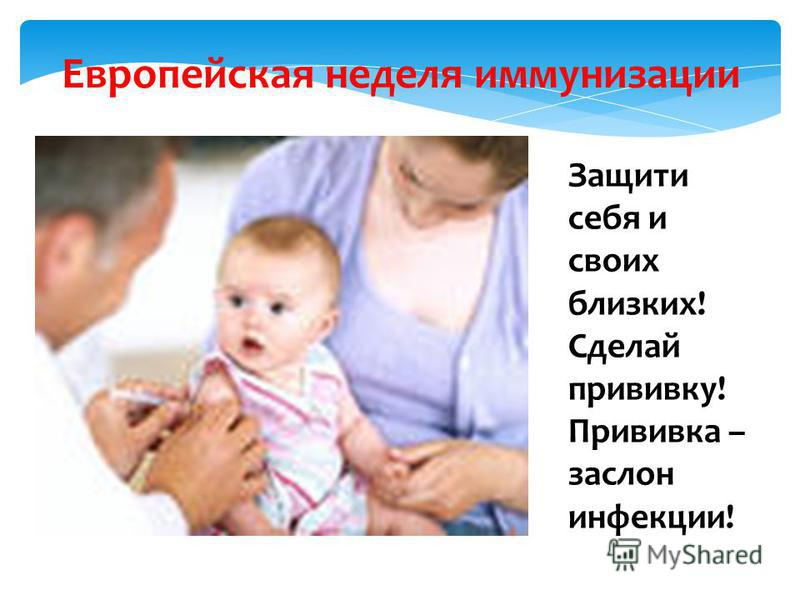 Европейская неделя иммунизации
Защити
себя и
своих
близких!
Сделай
прививку!
Прививка –
заслон
инфекции!
MyShared